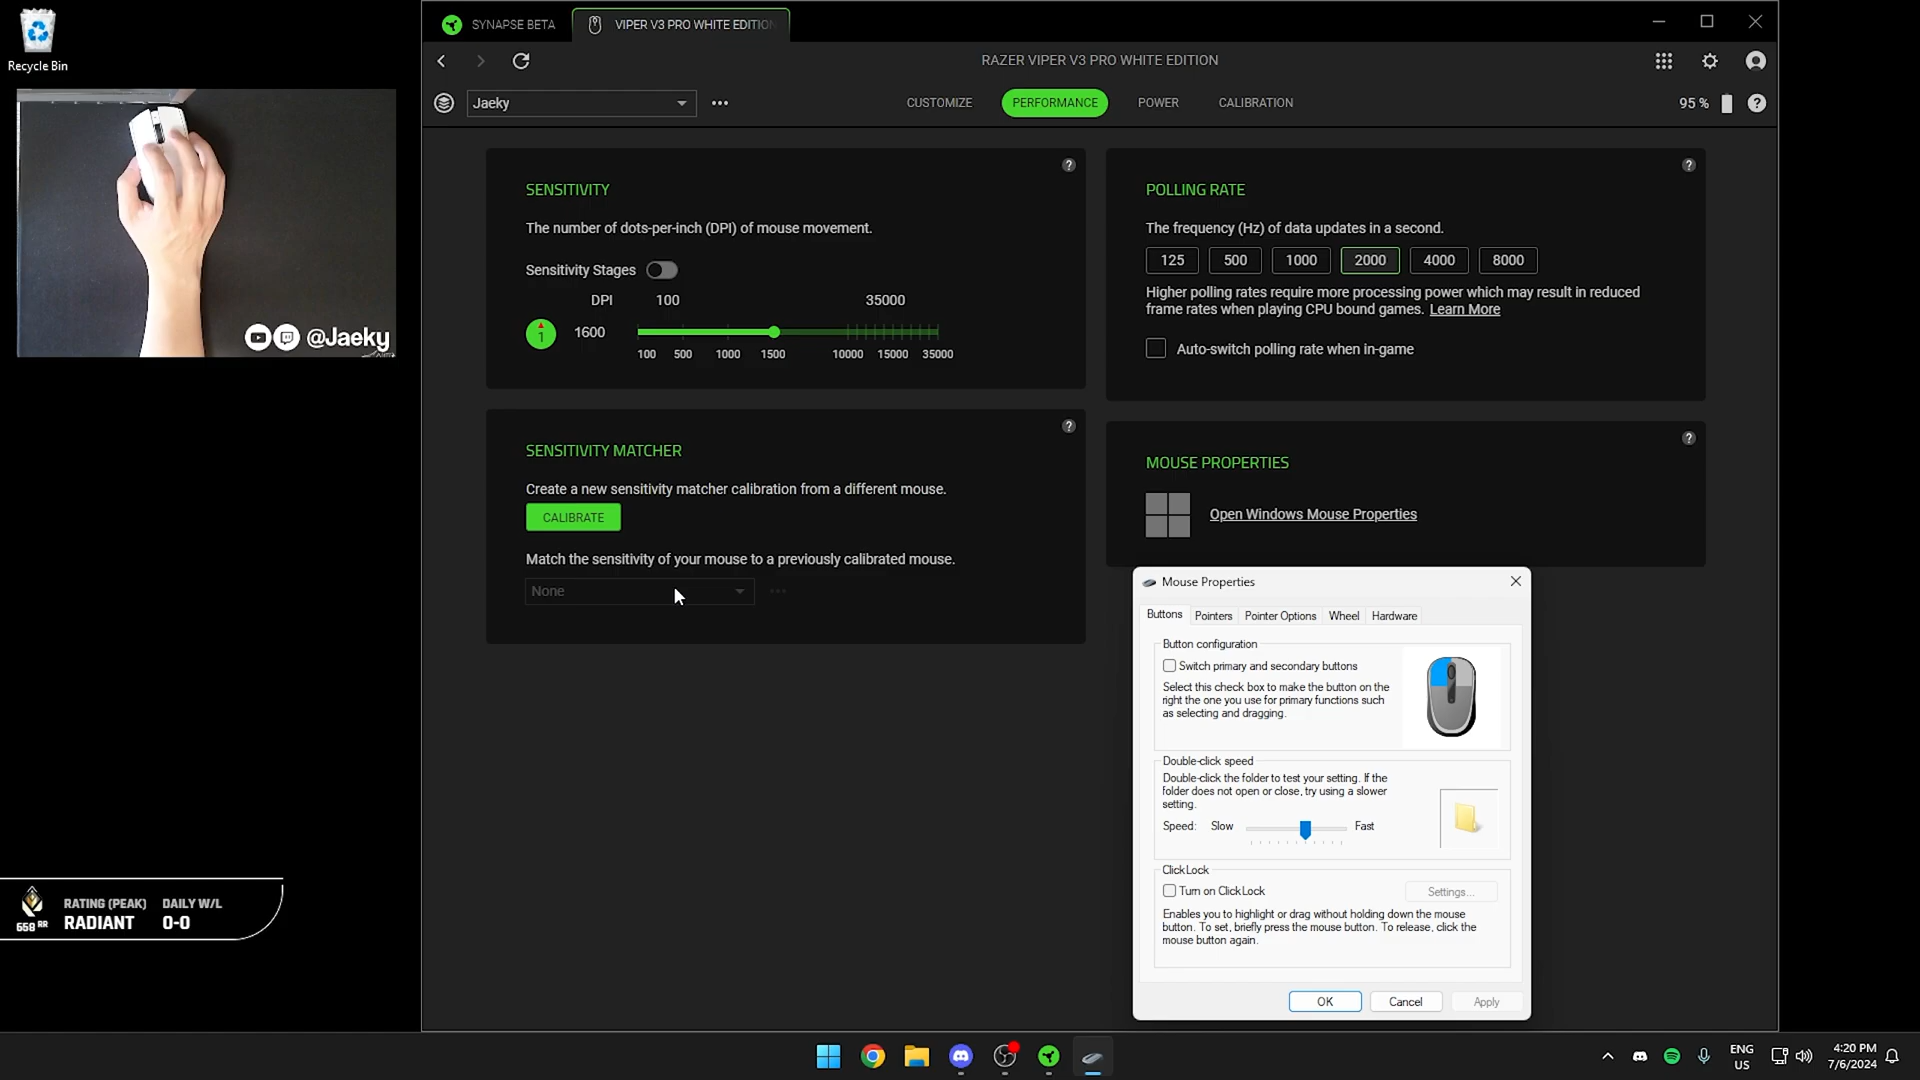 Recycle Bin
@Jaeky
RATING (PEAK) DAILY W/L
658 RR RADIANT 0-0
SYNAPSE BETA
VIPER V3 PRO WHITE EDITION
RAZER VIPER V3 PRO WHITE EDITION
Jaeky
CUSTOMIZE PERFORMANCE POWER CALIBRATION
95 %
SENSITIVITY
The number of dots-per-inch (DPI) of mouse movement.
Sensitivity Stages
DPI 100 35000
1 1600
100 500 1000 1500 10000 15000 35000
POLLING RATE
The frequency (Hz) of data updates in a second.
125 500 1000 2000 4000 8000
Higher polling rates require more processing power which may result in reduced
frame rates when playing CPU bound games. Learn More
Auto-switch polling rate when in-game
SENSITIVITY MATCHER
Create a new sensitivity matcher calibration from a different mouse.
CALIBRATE
Match the sensitivity of your mouse to a previously calibrated mouse.
None
MOUSE PROPERTIES
Open Windows Mouse Properties
Mouse Properties
Buttons Pointers Pointer Options Wheel Hardware
Button configuration
Switch primary and secondary buttons
Select this check box to make the button on the
right the one you use for primary functions such
as selecting and dragging.
Double-click speed
Double-click the folder to test your setting. If the
folder does not open or close, try using a slower
setting.
Speed: Slow Fast
ClickLock
Turn on ClickLock
Settings...
Enables you to highlight or drag without holding down the mouse
button. To set, briefly press the mouse button. To release, click the
mouse button again.
OK Cancel Apply
ENG
US
4:20 PM
7/6/2024